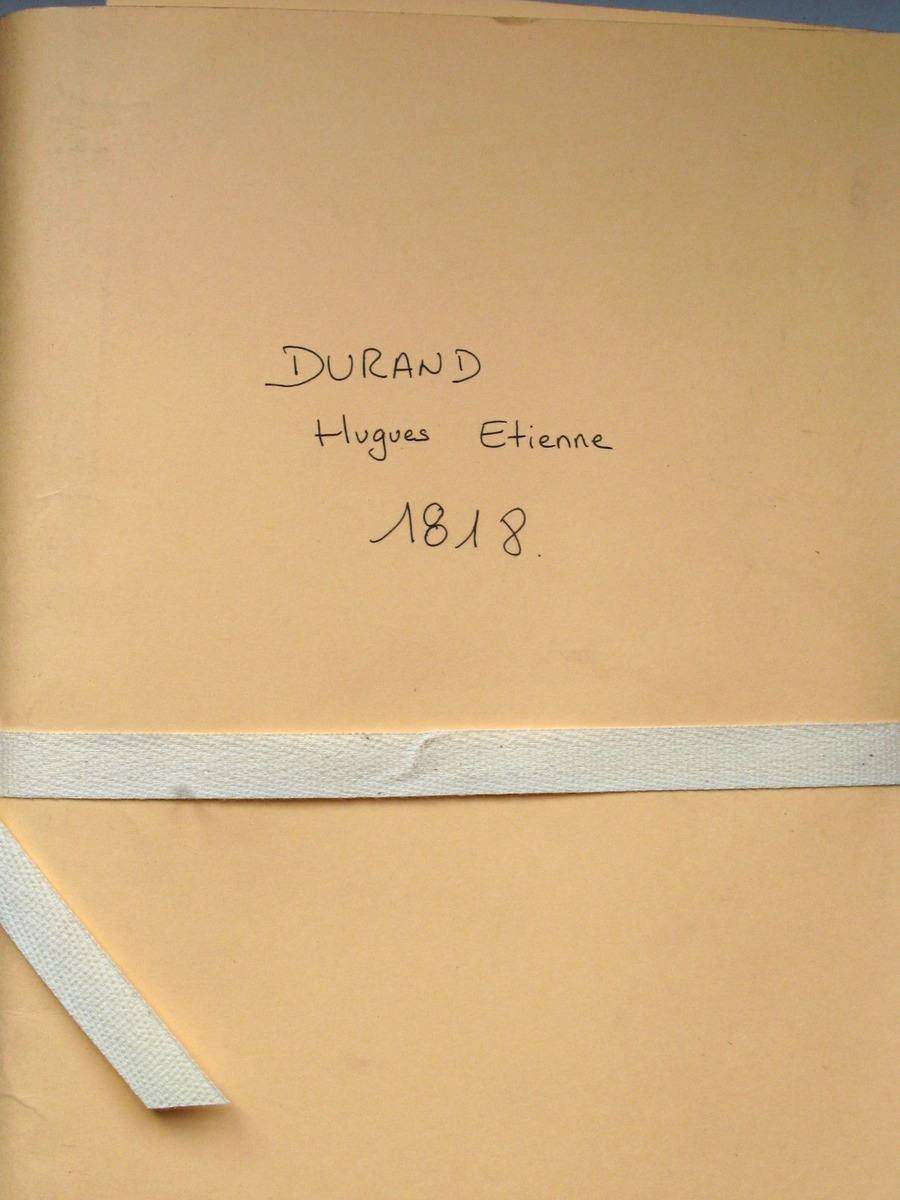 DURAND
Hugues Etienne
1818.